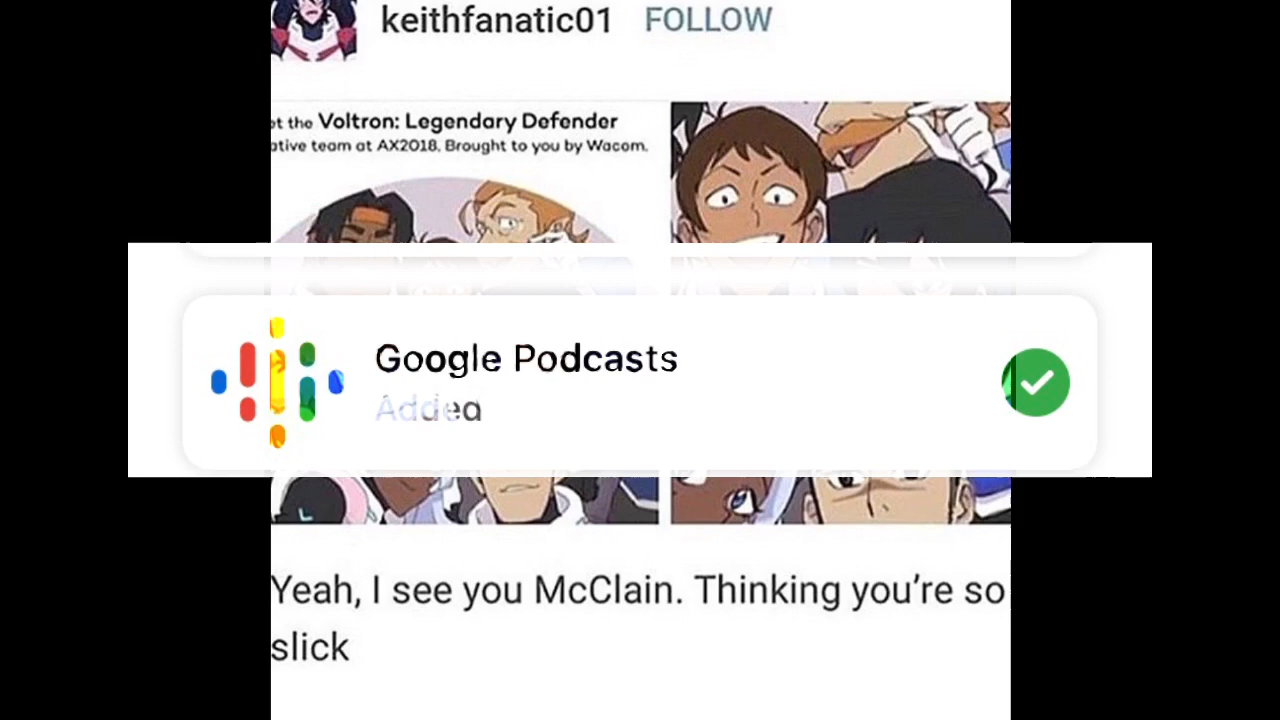 keithfanatic01 FOLLOW
et the Voltron: Legendary Defender
ative team at AX2018. Brought to you by Wacom.
Google Podcasts
Added
Yeah, I see you McClain. Thinking you're so
slick